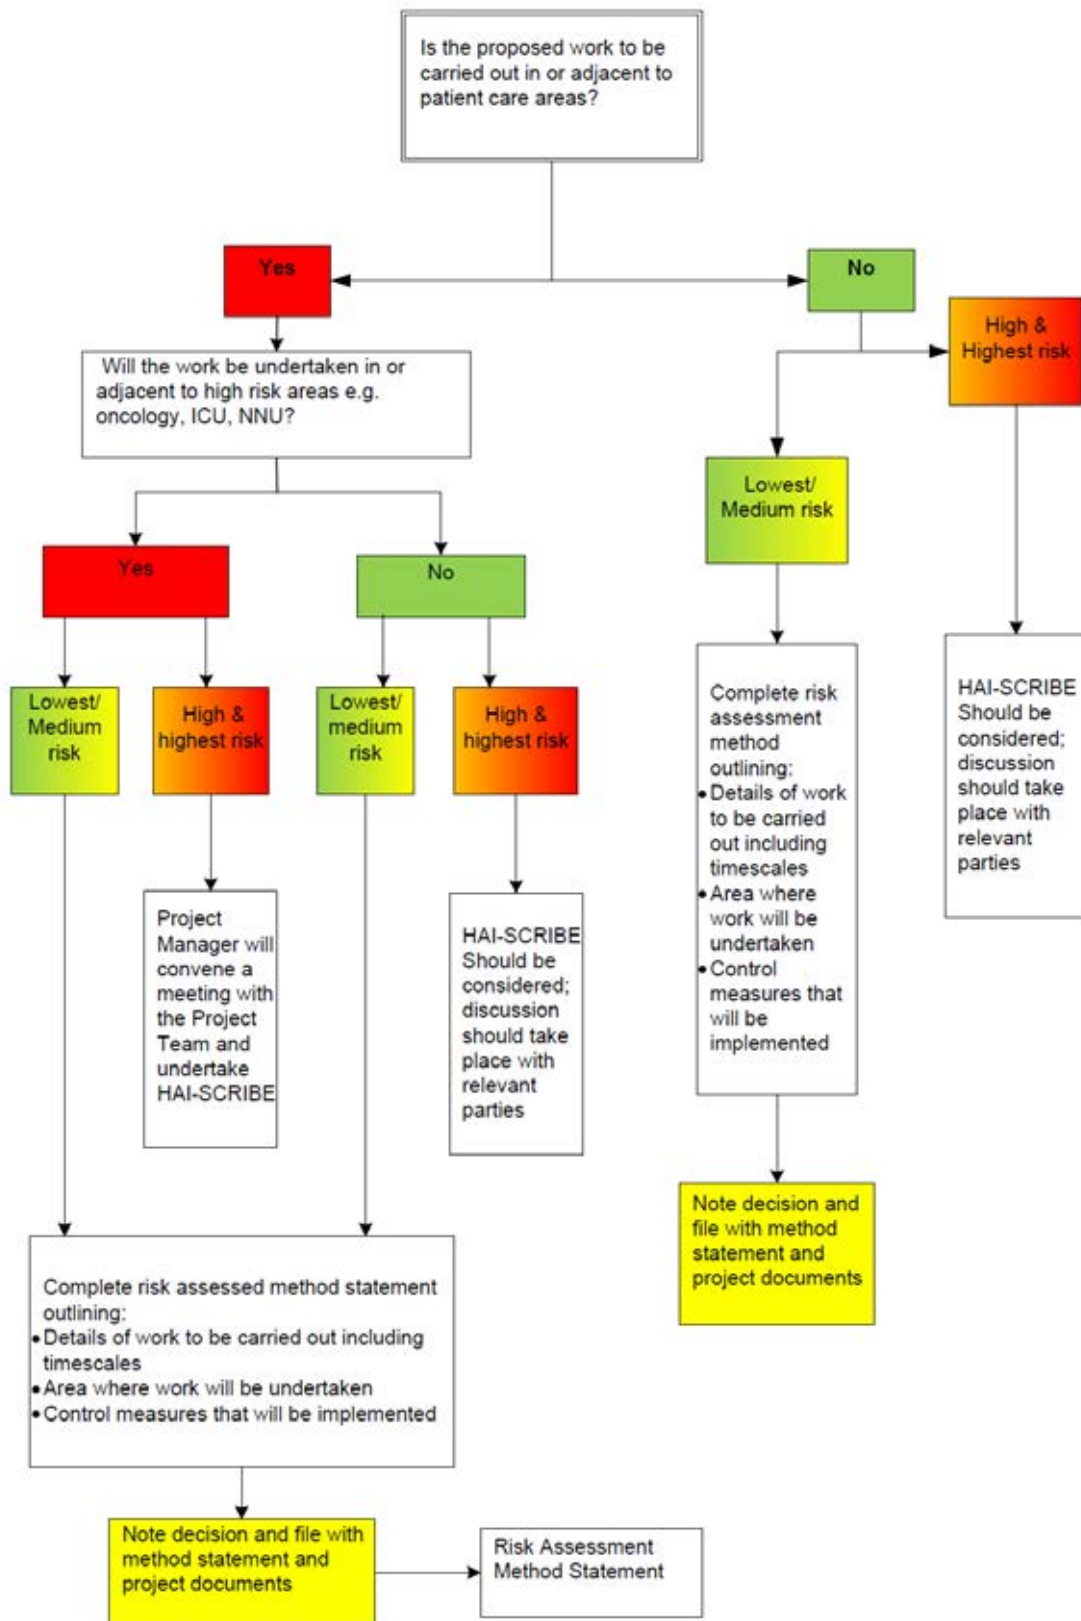 Is the proposed work to be
carried out in or adjacent to
patient care areas?
Yes
No
High &
Highest risk
Will the work be undertaken in or
adjacent to high risk areas e.g.
oncology, ICU, NNU?
Lowest/
Medium risk
Yes
No
Lowest/
Medium
risk
High &
highest risk
Lowest/
medium
risk
High &
highest risk
Complete risk
assessment
method
outlining:
•Details of work
to be carried
out including
timescales
•Area where
work will be
undertaken
•Control
measures that
will be
implemented
HAI-SCRIBE
Should be
considered;
discussion
should take
place with
relevant
parties
Project
Manager will
convene a
meeting with
the Project
Team and
undertake
HAI-SCRIBE
HAI-SCRIBE
Should be
considered;
discussion
should take
place with
relevant
parties
Note decision and
file with method
statement and
project documents
Complete risk assessed method statement
outlining:
•Details of work to be carried out including
timescales
•Area where work will be undertaken
•Control measures that will be implemented
Note decision and file with
method statement and
project documents
Risk Assessment
Method Statement